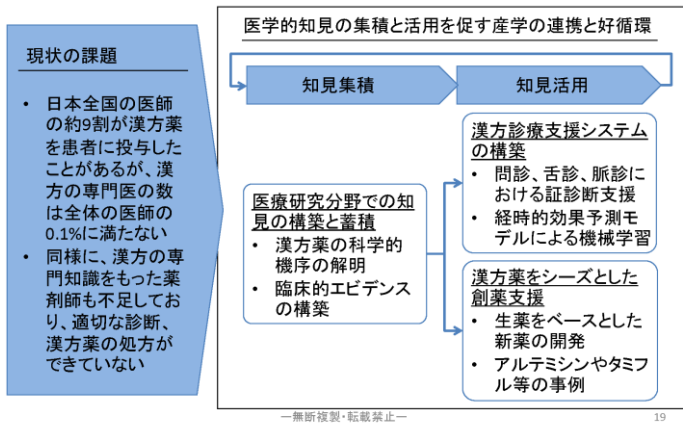 医学的知見の集積と活用を促す産学の連携と好循環
現状の課題
• 日本全国の医師
の約9割が漢方薬
を患者に投与した
ことがあるが、漢
方の専門医の数
は全体の医師の
0.1%に満たない
• 同様に、漢方の専
門知識をもった薬
剤師も不足してお
り、適切な診断、
漢方薬の処方が
できていない
知見集積
知見活用
医療研究分野での知
見の構築と蓄積
• 漢方薬の科学的
機序の解明
• 臨床的エビデンス
の構築
漢方診療支援システム
の構築
• 問診、舌診、脈診に
おける証診断支援
• 経時的効果予測モ
デルによる機械学習
漢方薬をシーズとした
創薬支援
• 生薬をベースとした
新薬の開発
• アルテミシンやタミフ
ル等の事例
―無断複製・転載禁止―
19